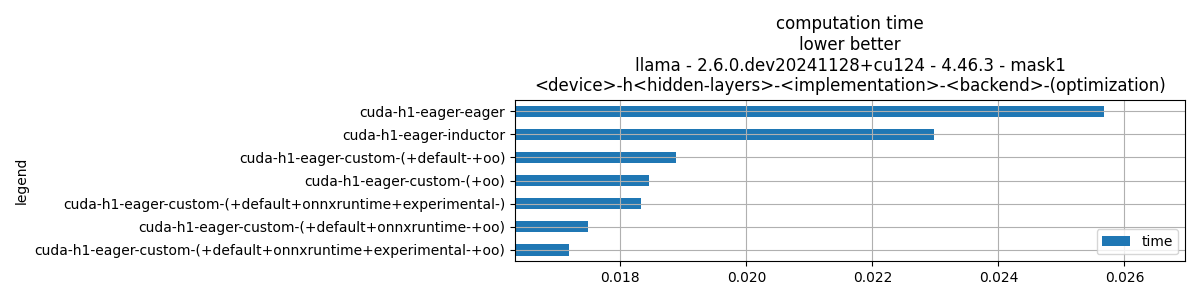 computation time
lower better
llama - 2.6.0.dev20241128+cu124 - 4.46.3 - mask1
<device>-h<hidden-layers>-<implementation>-<backend>-(optimization)
legend
cuda-h1-eager-eager
cuda-h1-eager-inductor
cuda-h1-eager-custom-(+default-+oo)
cuda-h1-eager-custom-(+oo)
cuda-h1-eager-custom-(+default+onnxruntime+experimental-)
cuda-h1-eager-custom-(+default+onnxruntime-+oo)
cuda-h1-eager-custom-(+default+onnxruntime+experimental-+oo)
time
0.018 0.020 0.022 0.024 0.026